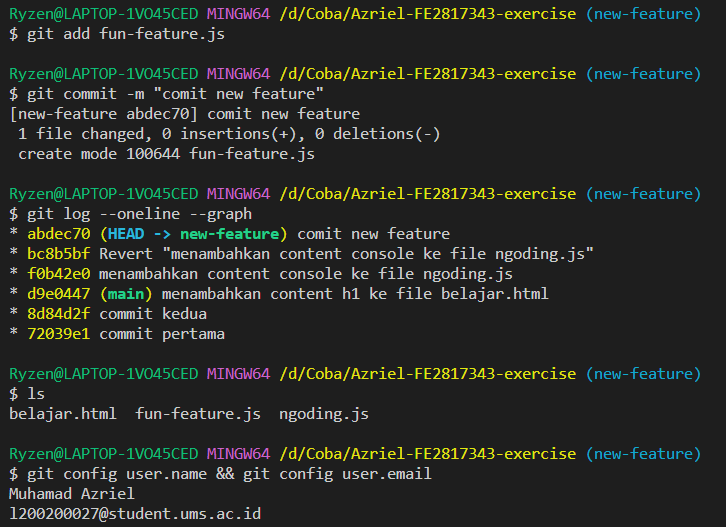 Ryzen@LAPTOP-1VO45CED MINGW64 /d/Coba/Azriel-FE2817343-exercise (new-feature)
$ git add fun-feature.js
Ryzen@LAPTOP-1VO45CED MINGW64 /d/Coba/Azriel-FE2817343-exercise (new-feature)
$ git commit -m "comit new feature"
[new-feature abdec70] comit new feature
 1 file changed, 0 insertions(+), 0 deletions(-)
 create mode 100644 fun-feature.js
Ryzen@LAPTOP-1VO45CED MINGW64 /d/Coba/Azriel-FE2817343-exercise (new-feature)
$ git log --oneline --graph
* abdec70 (HEAD -> new-feature) comit new feature
* bc8b5bf Revert "menambahkan content console ke file ngoding.js"
* f0b42e0 menambahkan content console ke file ngoding.js
* d9e0447 (main) menambahkan content h1 ke file belajar.html
* 8d84d2f commit kedua
* 72039e1 commit pertama
Ryzen@LAPTOP-1VO45CED MINGW64 /d/Coba/Azriel-FE2817343-exercise (new-feature)
$ ls
belajar.html  fun-feature.js  ngoding.js
Ryzen@LAPTOP-1VO45CED MINGW64 /d/Coba/Azriel-FE2817343-exercise (new-feature)
$ git config user.name && git config user.email
Muhamad Azriel
l200200027@student.ums.ac.id